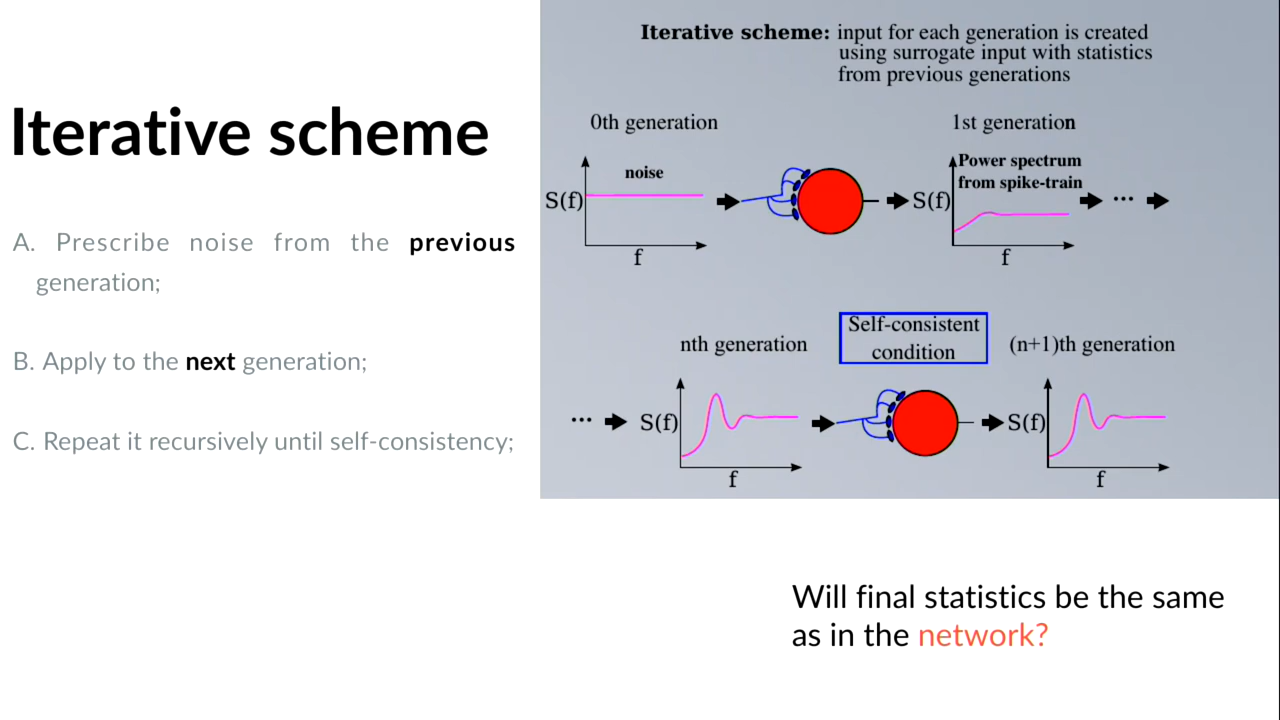 Iterative scheme
A. Prescribe noise from the previous
generation;
B. Apply to the next generation;
C. Repeat it recursively until self-consistency;
Iterative scheme: input for each generation is created
using surrogate input with statistics
from previous generations
0th generation
noise
S(f)
f
1st generation
Power spectrum
from spike-train
S(f)
...
f
nth generation
Self-consistent
condition
(n+1)th generation
...
S(f)
f
S(f)
f
Will final statistics be the same
as in the network?